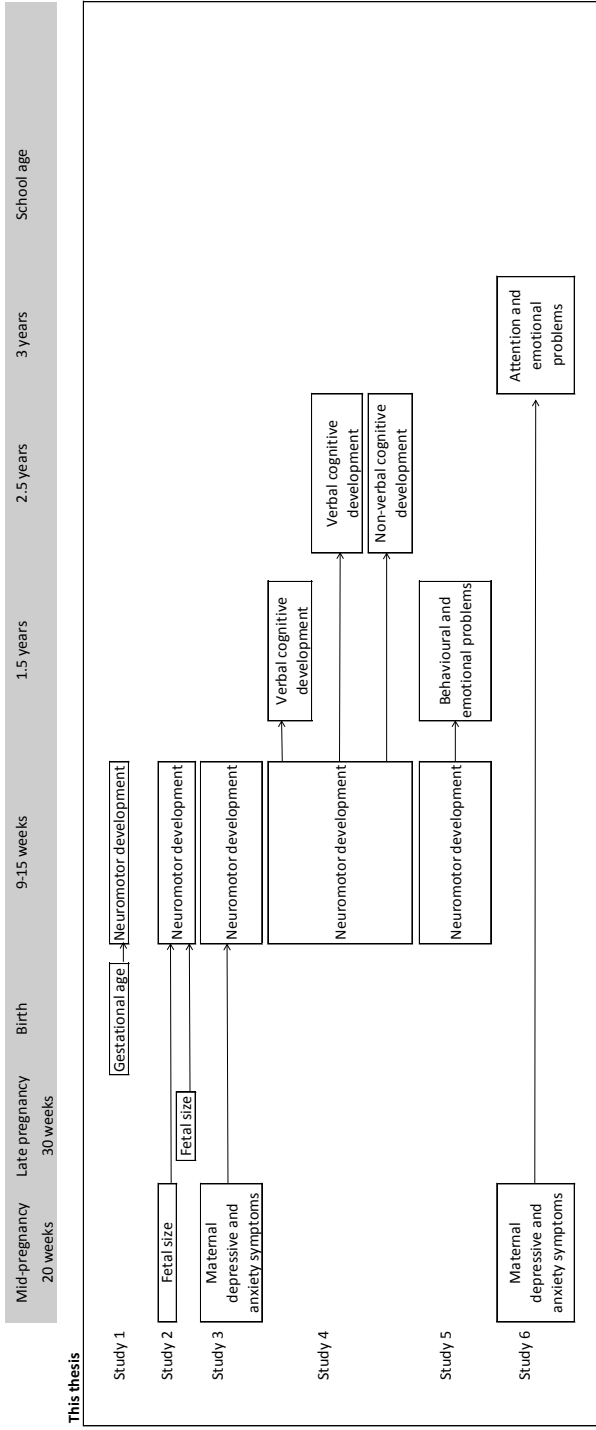 Mid-pregnancy
20 weeks
Late pregnancy
30 weeks
Birth
9-15 weeks
1.5 years
2.5 years
3 years
School age
This thesis
Study 1
Gestational age
Neuromotor development
Study 2
Fetal size
Fetal size
Neuromotor development
Study 3
Maternal
depressive and
anxiety symptoms
Neuromotor development
Study 4
Neuromotor development
Verbal cognitive
development
Verbal cognitive
development
Non-verbal cognitive
development
Study 5
Neuromotor development
Behavioural and
emotional problems
Study 6
Maternal
depressive and
anxiety symptoms
Attention and
emotional
problems